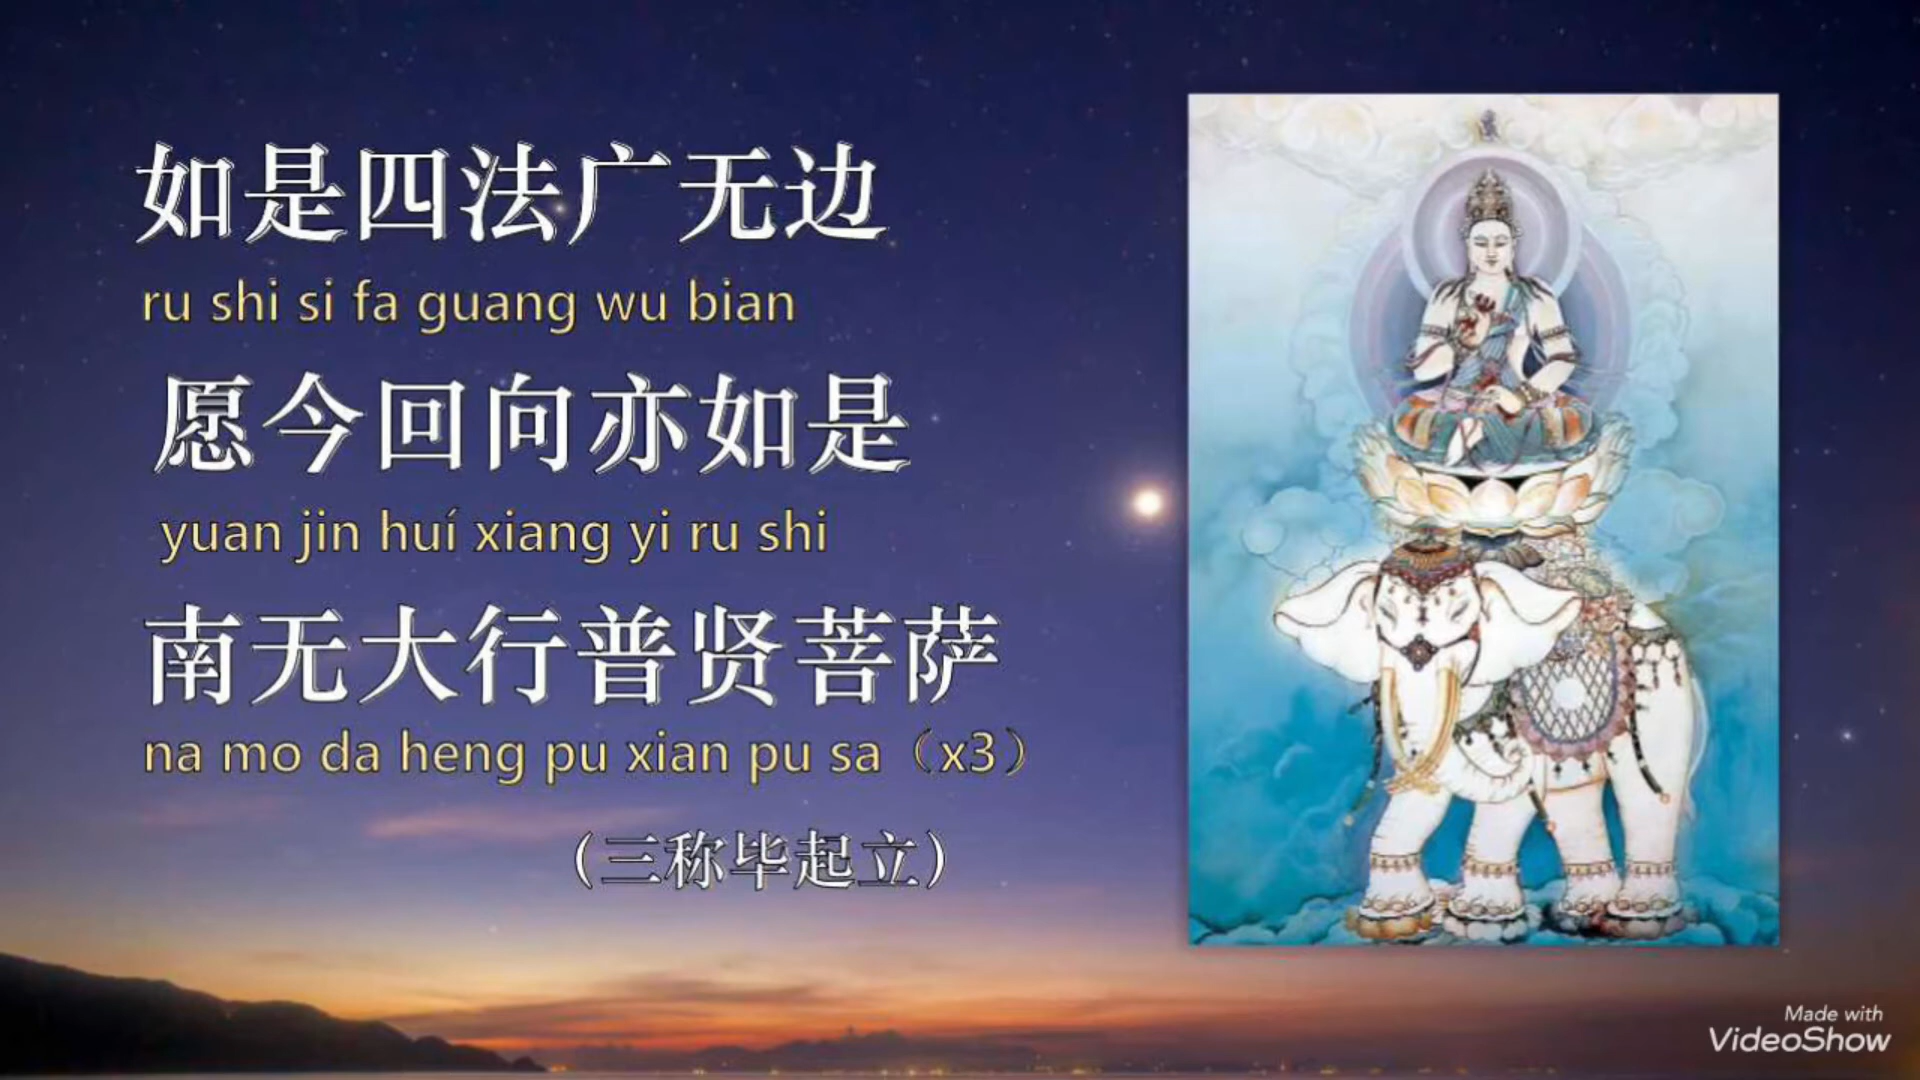 如是四法广无边
ru shi si fa guang wu bian
愿今回向亦如是
yuan jin huí xiang yi ru shi
南无大行普贤菩萨
na mo da heng pu xian pu sa（x3）
（三称毕起立）
Made with
VideoShow